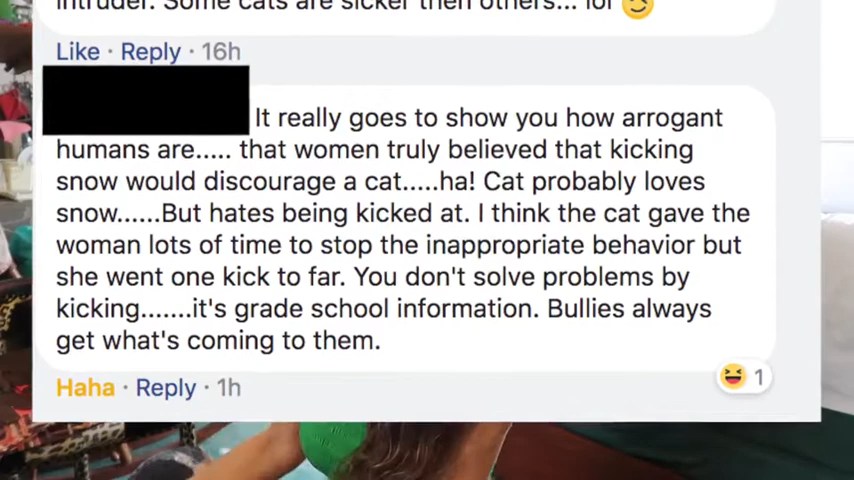 intruder. Some cats are sicker then others... lol
Like · Reply · 16h
It really goes to show you how arrogant
humans are..... that women truly believed that kicking
snow would discourage a cat.....ha! Cat probably loves
snow......But hates being kicked at. I think the cat gave the
woman lots of time to stop the inappropriate behavior but
she went one kick to far. You don't solve problems by
kicking.......it's grade school information. Bullies always
get what's coming to them.
1
Haha · Reply · 1h